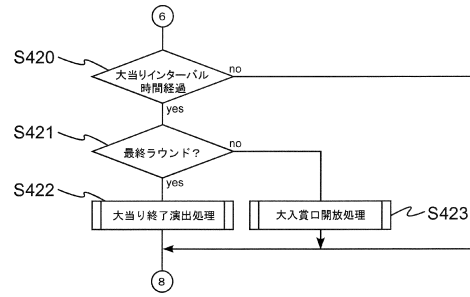 6
S420
大当りインターバル
時間経過
no
yes
S421
最終ラウンド？
no
yes
S422
大当り終了演出処理
大入賞口開放処理
S423
8